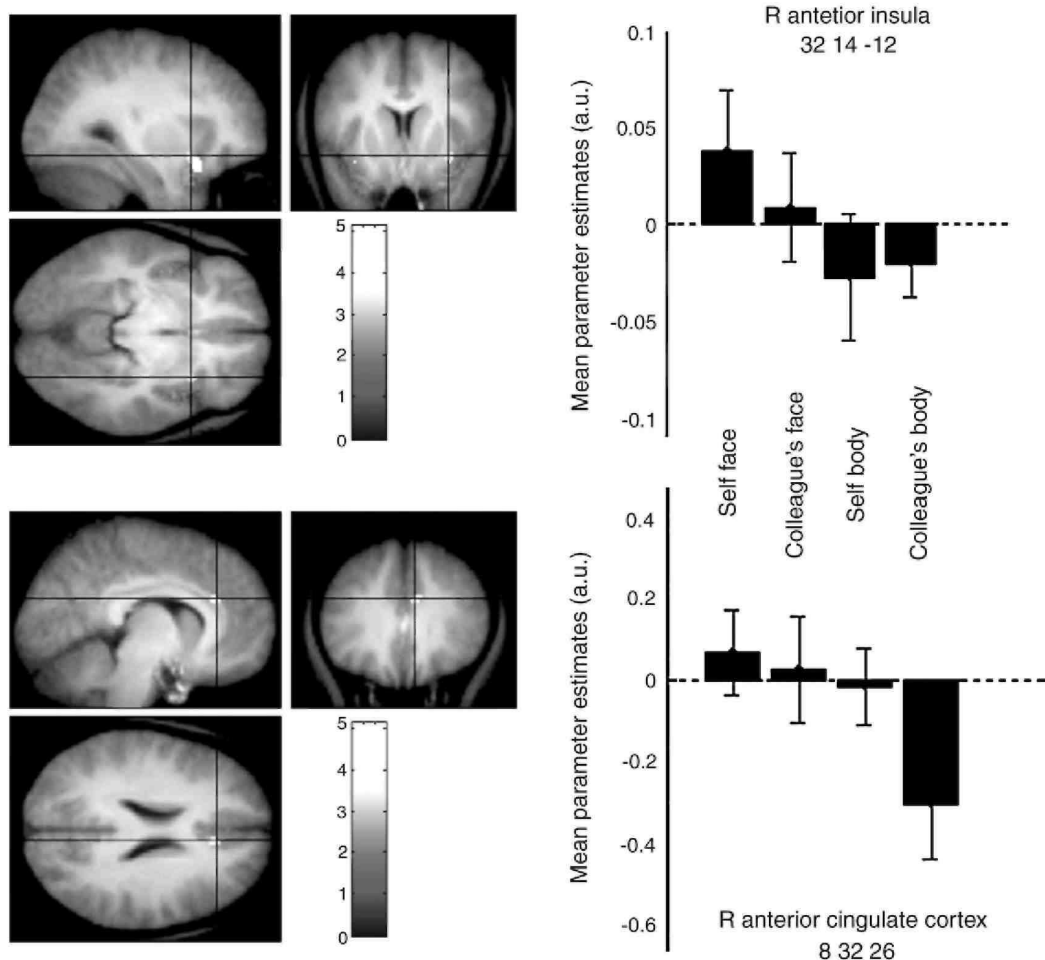 R antetior insula
32 14 -12
Mean parameter estimates (a.u.)
0.1
0.05
0
-0.05
-0.1
5
4
3
2
1
0
Self face
Colleague's face
Self body
Colleague's body
Mean parameter estimates (a.u.)
0.4
0.2
0
-0.2
-0.4
-0.6
5
4
3
2
1
0
R anterior cingulate cortex
8 32 26